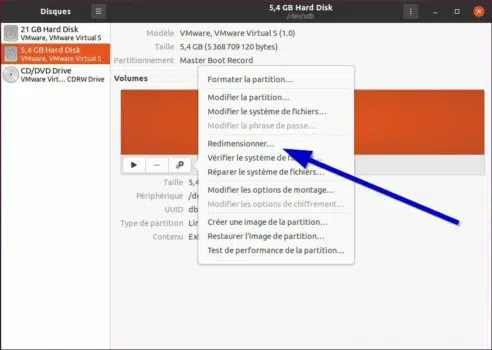 Disques
5,4 GB Hard Disk
/dev/sdb
21 GB Hard Disk
VMware, VMware Virtual S
5,4 GB Hard Disk
VMware, VMware Virtual S
CD/DVD Drive
VMware Virt… CDRW Drive
Modèle VMware, VMware Virtual S (1.0)
Taille 5,4 GB (5 368 709 120 bytes)
Partitionnement Master Boot Record
Volumes
Formater la partition…
Modifier la partition…
Modifier le système de fichiers…
Modifier la phrase de passe…
Redimensionner…
Vérifier le système de
Réparer le système de fichiers…
Modifier les options de montage…
Modifier les options de chiffrement…
Créer une image de la partition…
Restaurer l'image de partition…
Test de performance de la partition…
Taille 5,4
Périphérique /de
UUID db
Type de partition Lin
Contenu Ext